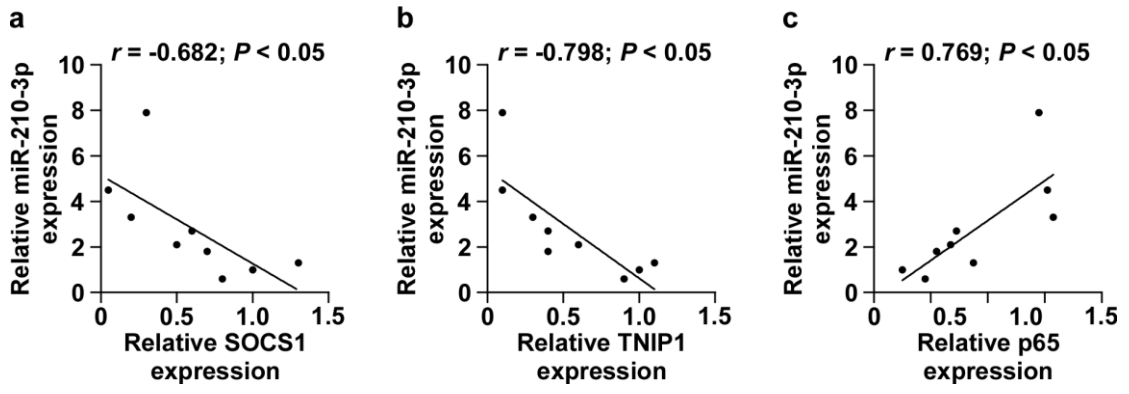 a
r = -0.682; P < 0.05
Relative miR-210-3p
expression
10
8
6
4
2
0
0
0.5
1.0
1.5
Relative SOCS1
expression
b
r = -0.798; P < 0.05
Relative miR-210-3p
expression
10
8
6
4
2
0
0
0.5
1.0
1.5
Relative TNIP1
expression
c
r = 0.769; P < 0.05
Relative miR-210-3p
expression
10
8
6
4
2
0
0
0.5
1.0
1.5
Relative p65
expression